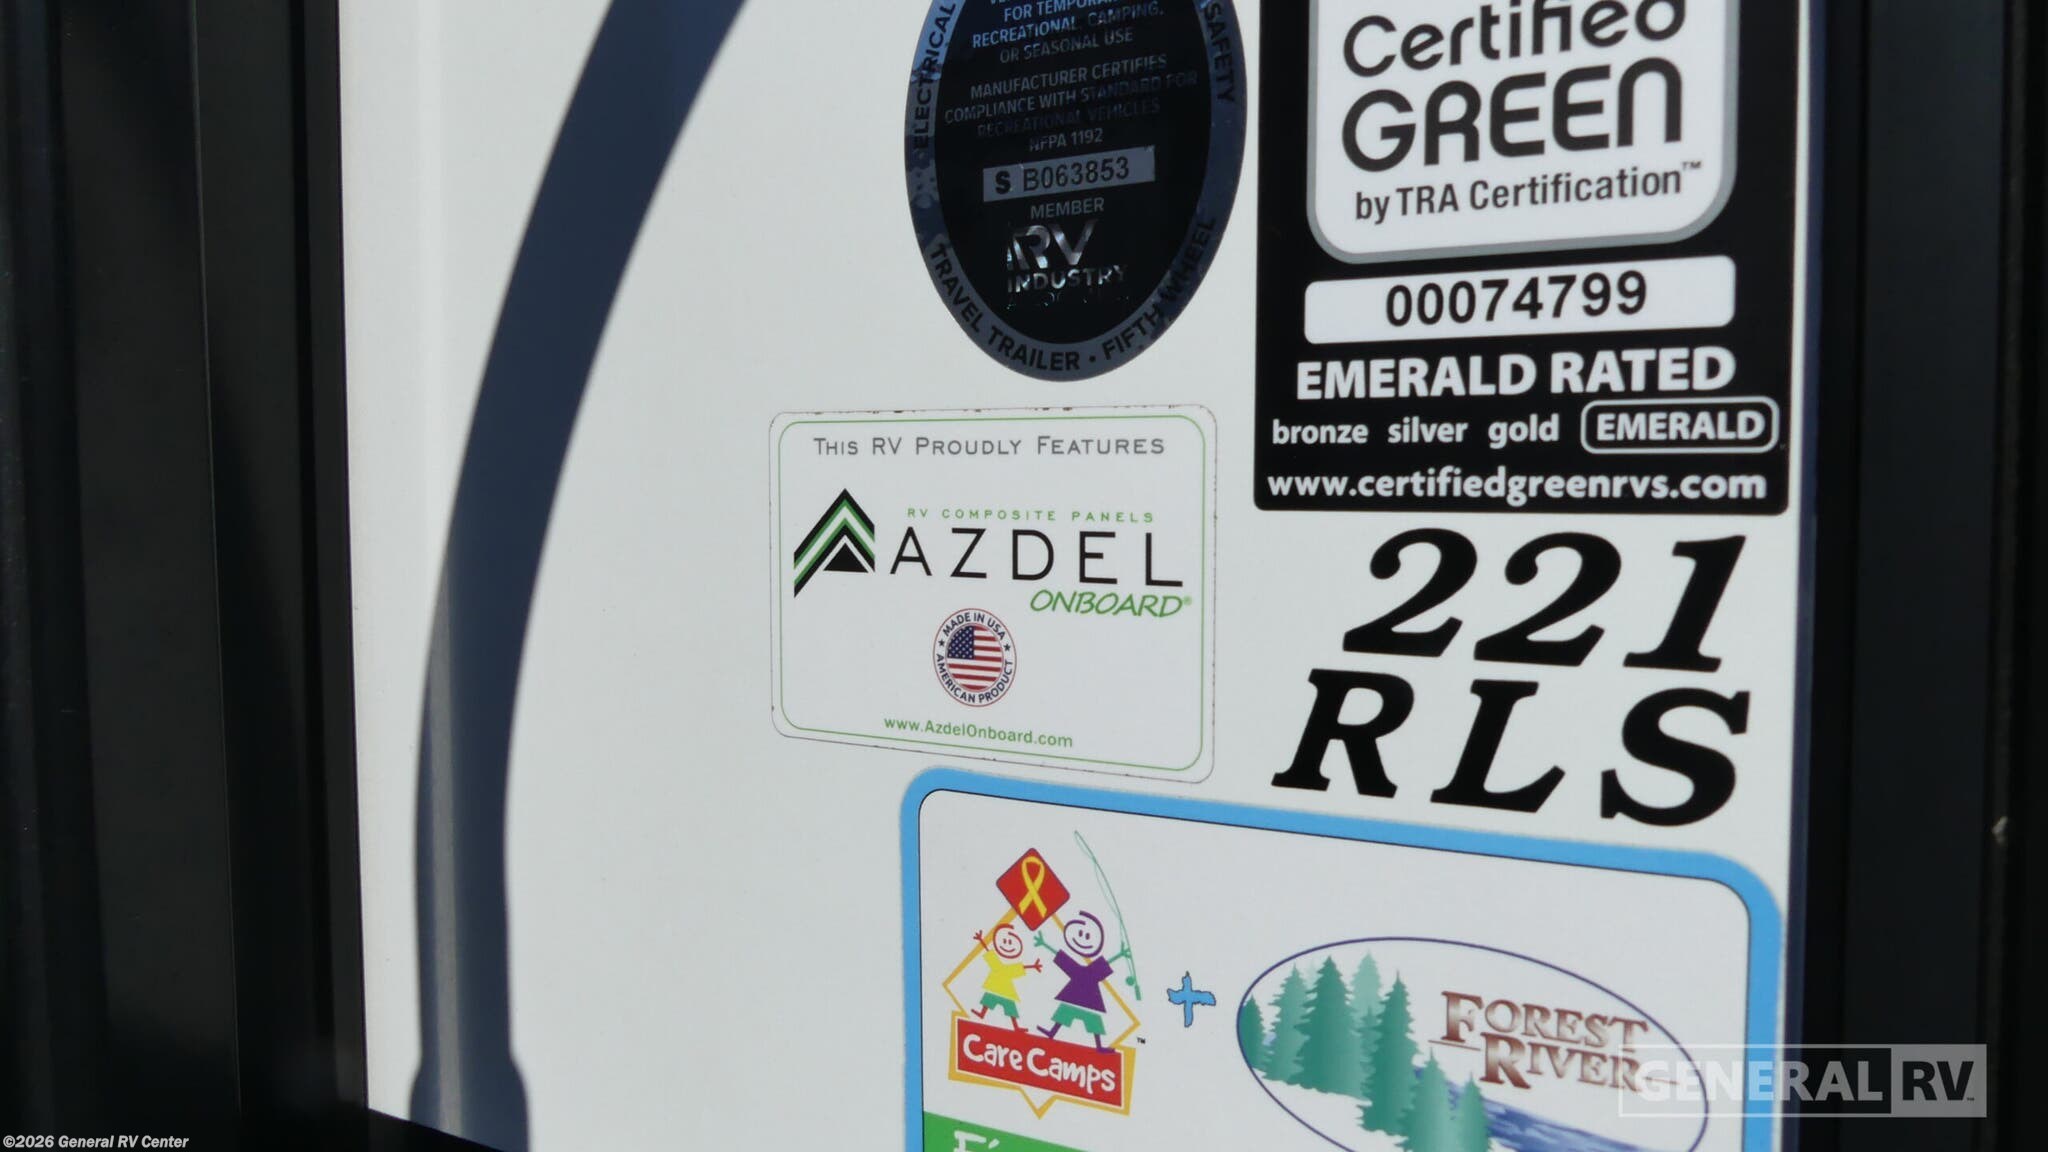 FOR TEMPORARY
RECREATIONAL, CAMPING,
OR SEASONAL USE
MANUFACTURER CERTIFIES
COMPLIANCE WITH STANDARD FOR
RECREATIONAL VEHICLES
NFPA 1192
S B063853
MEMBER
RV
INDUSTRY
ELECTRICAL
SAFETY
TRAVEL TRAILER • FIFTH WHEEL
Certified
GREEN
by TRA Certification™
00074799
EMERALD RATED
bronze silver gold EMERALD
www.certifiedgreenrvs.com
THIS RV PROUDLY FEATURES
RV COMPOSITE PANELS
AZDEL
ONBOARD®
MADE IN USA
AMERICAN PRODUCT
www.AzdelOnboard.com
221
RLS
Care Camps™
+
FOREST
RIVER
GENERAL RV
©2026 General RV Center